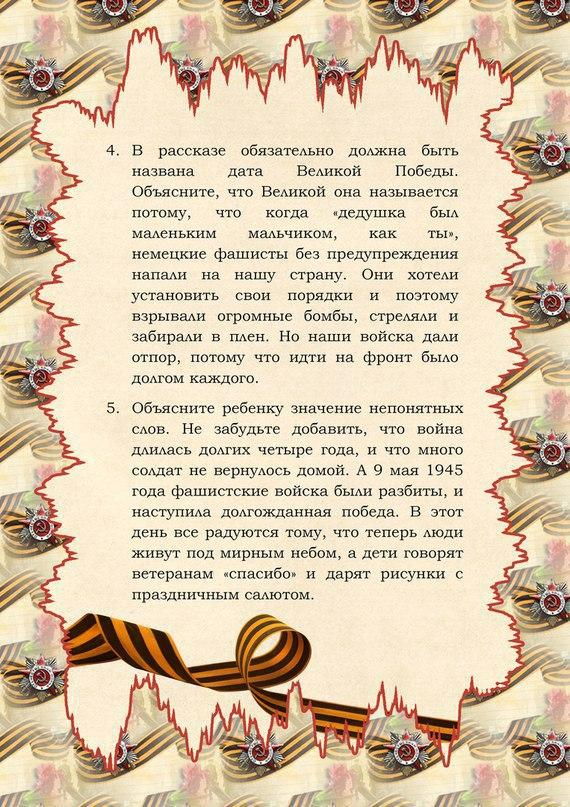 4. В рассказе обязательно должна быть
названа дата Великой Победы.
Объясните, что Великой она называется
потому, что когда «дедушка был
маленьким мальчиком, как ты»,
немецкие фашисты без предупреждения
напали на нашу страну. Они хотели
установить свои порядки и поэтому
взрывали огромные бомбы, стреляли и
забирали в плен. Но наши войска дали
отпор, потому что идти на фронт было
долгом каждого.
5. Объясните ребенку значение непонятных
слов. Не забудьте добавить, что война
длилась долгих четыре года, и что много
солдат не вернулось домой. А 9 мая 1945
года фашистские войска были разбиты, и
наступила долгожданная победа. В этот
день все радуются тому, что теперь люди
живут под мирным небом, а дети говорят
ветеранам «спасибо» и дарят рисунки с
праздничным салютом.